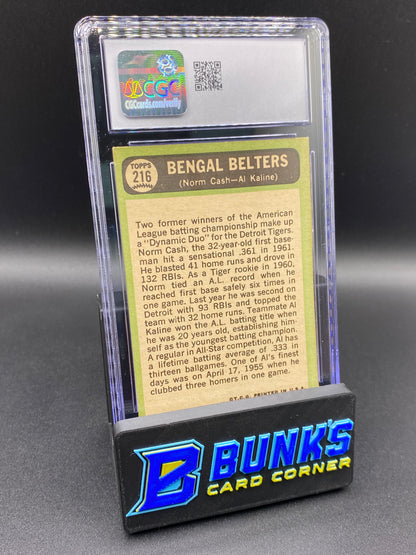 CGC
CGCcards.com/verify
TOPPS
216
BENGAL BELTERS
(Norm Cash—Al Kaline)
Two former winners of the American
League batting championship make up
a "Dynamic Duo" for the Detroit Tigers.
Norm Cash, the 32-year-old first base-
man hit a sensational .361 in 1961.
He blasted 41 home runs and drove in
132 RBIs. As a Tiger rookie in 1960,
Norm tied an A.L. record when he
reached first base safely six times in
one game. Last year he was second on
Detroit with 93 RBIs and topped the
team with 32 home runs. Teammate Al
Kaline won the A.L. batting title when
he was 20 years old, establishing him-
self as the youngest batting champion.
A regular in All-Star competition, Al has
a lifetime batting average of .333 in
thirteen ballgames. One of Al's finest
days was on April 17, 1955 when he
clubbed three homers in one game.
©T.C.G. PRINTED IN U.S.A.
B BUNK'S
CARD CORNER